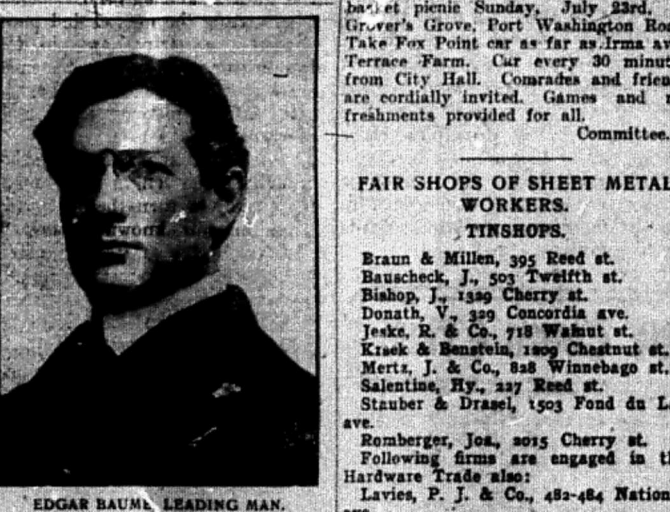 EDGAR BAUME, LEADING MAN.
basket picnic Sunday, July 23rd,
Grover's Grove, Port Washington Roa
Take Fox Point car as far as Irma av
Terrace Farm. Car every 30 minut
from City Hall. Comrades and frien
are cordially invited. Games and
freshments provided for all.
Committee.
FAIR SHOPS OF SHEET METAL
WORKERS.
TINSHOPS.
Braun & Millen, 395 Reed st.
Bauscheck, J., 503 Twelfth st.
Bishop, J., 1329 Cherry st.
Donath, V., 329 Concordia ave.
Jeske, R. & Co., 718 Walnut st.
& Benstein, 1209 Chestnut st.
Mertz, J. & Co., 828 Winnebago st.
Salentine, Hy., 227 Reed st.
Stauber & Drasel, 1503 Fond du L
ave.
Romberger, Jos., 2015 Cherry st.
Following firms are engaged in th
Hardware Trade also:
Lavies, P. J. & Co., 482-484 Nation